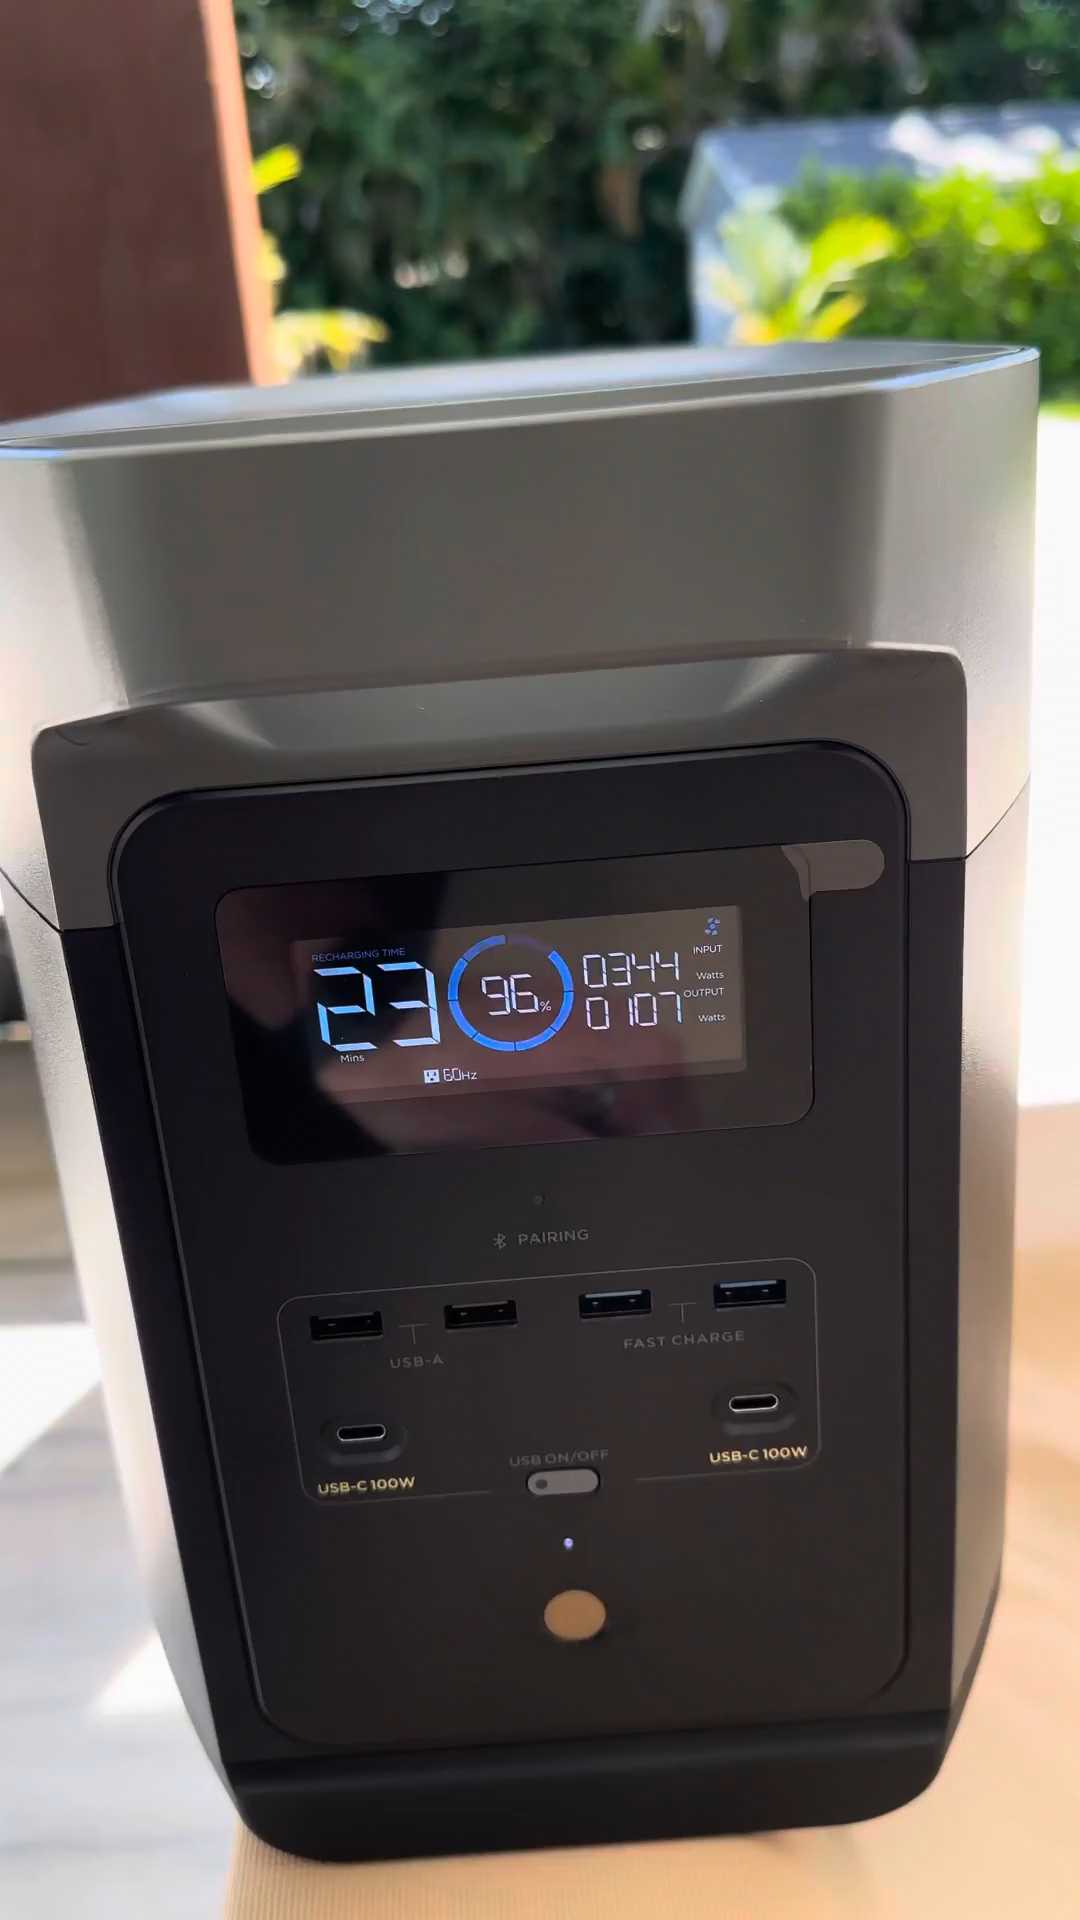 RECHARGING TIME
23
Mins
96%
INPUT
0344
Watts
OUTPUT
0107
Watts
60Hz
PAIRING
USB-A
FAST CHARGE
USB-C 100W
USB ON/OFF
USB-C 100W